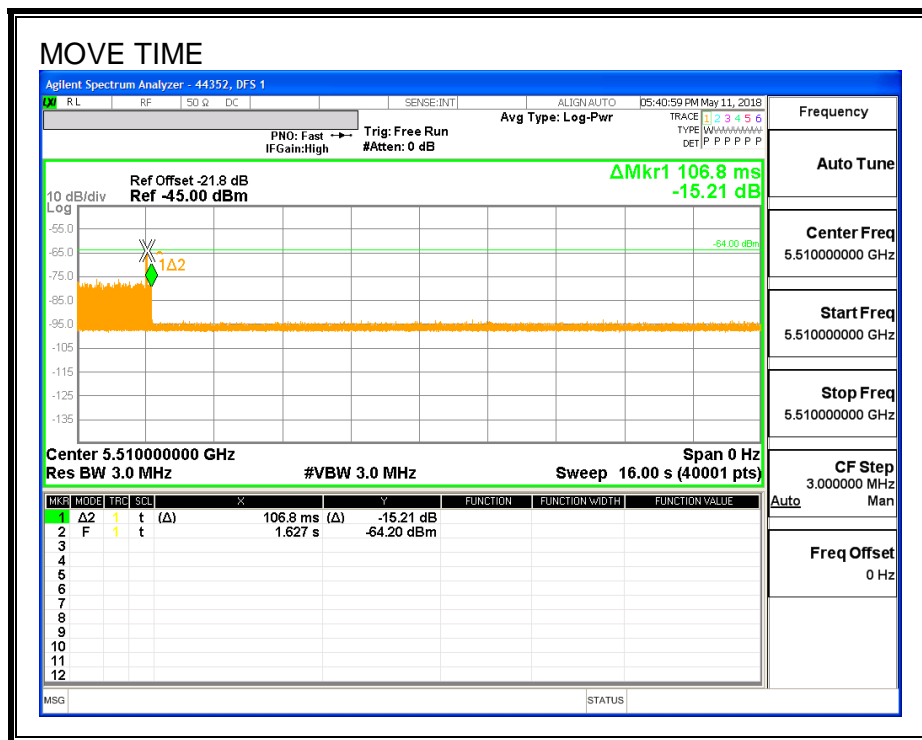 MOVE TIME
Agilent Spectrum Analyzer - 44352, DFS 1
LXI RL RF 50 Ω DC SENSE:INT ALIGN AUTO 05:40:59 PM May 11, 2018
Avg Type: Log-Pwr TRACE 1 2 3 4 5 6
PNO: Fast Trig: Free Run TYPE
IFGain:High #Atten: 0 dB DET P P P P P P
ΔMkr1 106.8 ms
-15.21 dB
Ref Offset -21.8 dB
10 dB/div Ref -45.00 dBm
Log
-55.0
-64.00 dBm
-65.0
1Δ2
-75.0
-85.0
-95.0
-105
-115
-125
-135
Center 5.510000000 GHz Span 0 Hz
Res BW 3.0 MHz #VBW 3.0 MHz Sweep 16.00 s (40001 pts)
MKR MODE TRC SCL X Y FUNCTION FUNCTION WIDTH FUNCTION VALUE
1 Δ2 1 t (Δ) 106.8 ms (Δ) -15.21 dB
2 F 1 t 1.627 s -64.20 dBm
3
4
5
6
7
8
9
10
11
12
MSG STATUS
Frequency
Auto Tune
Center Freq
5.510000000 GHz
Start Freq
5.510000000 GHz
Stop Freq
5.510000000 GHz
CF Step
3.000000 MHz
Auto Man
Freq Offset
0 Hz